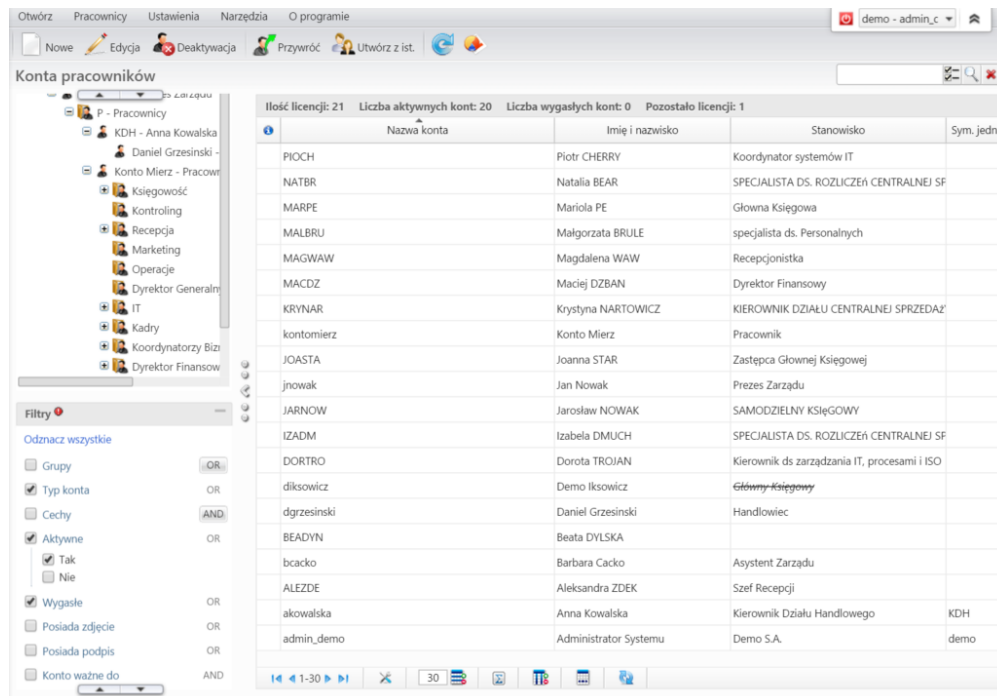 Otwórz Pracownicy Ustawienia Narzędzia O programie
demo - admin_c
Nowe Edycja Deaktywacja Przywróć Utwórz z ist.
Konta pracowników
P - Pracownicy
KDH - Anna Kowalska
Daniel Grzesinski -
Konto Mierz - Pracowr
Księgowość
Kontroling
Recepcja
Marketing
Operacje
Dyrektor Generaln
IT
Kadry
Koordynatorzy Bizr
Dyrektor Finansow
Filtry
Odznacz wszystkie
Grupy OR
Typ konta OR
Cechy AND
Aktywne OR
Tak
Nie
Wygasłe OR
Posiada zdjęcie OR
Posiada podpis OR
Konto ważne do AND
Ilość licencji: 21 Liczba aktywnych kont: 20 Liczba wygasłych kont: 0 Pozostało licencji: 1
Nazwa konta Imię i nazwisko Stanowisko Sym. jedn
PIOCH Piotr CHERRY Koordynator systemów IT
NATBR Natalia BEAR SPECJALISTA DS. ROZLICZEń CENTRALNEJ SP
MARPE Mariola PE Głowna Księgowa
MALBRU Małgorzata BRULE specjalista ds. Personalnych
MAGWAW Magdalena WAW Recepcjonistka
MACDZ Maciej DZBAN Dyrektor Finansowy
KRYNAR Krystyna NARTOWICZ KIEROWNIK DZIAŁU CENTRALNEJ SPRZEDAż
kontomierz Konto Mierz Pracownik
JOASTA Joanna STAR Zastępca Głownej Księgowej
jnowak Jan Nowak Prezes Zarządu
JARNOW Jarosław NOWAK SAMODZIELNY KSIęGOWY
IZADM Izabela DMUCH SPECJALISTA DS. ROZLICZEń CENTRALNEJ SP
DORTRO Dorota TROJAN Kierownik ds zarządzania IT, procesami i ISO
diksowicz Demo Iksowicz Główny Księgowy
dgrzesinski Daniel Grzesinski Handlowiec
BEADYN Beata DYLSKA
bcacko Barbara Cacko Asystent Zarządu
ALEZDE Aleksandra ZDEK Szef Recepcji
akowalska Anna Kowalska Kierownik Działu Handlowego KDH
admin_demo Administrator Systemu Demo S.A. demo
1-30 30